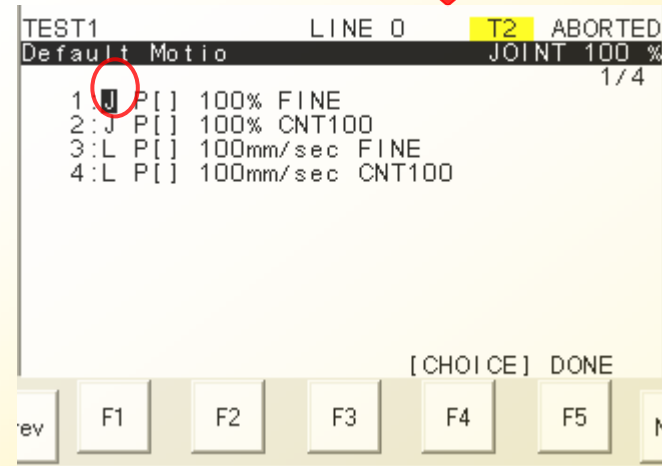 TEST1 LINE 0 T2 ABORTED
Default Motio JOINT 100 %
1/4
1:J P[] 100% FINE
2:J P[] 100% CNT100
3:L P[] 100mm/sec FINE
4:L P[] 100mm/sec CNT100
[CHOICE] DONE
F1 F2 F3 F4 F5